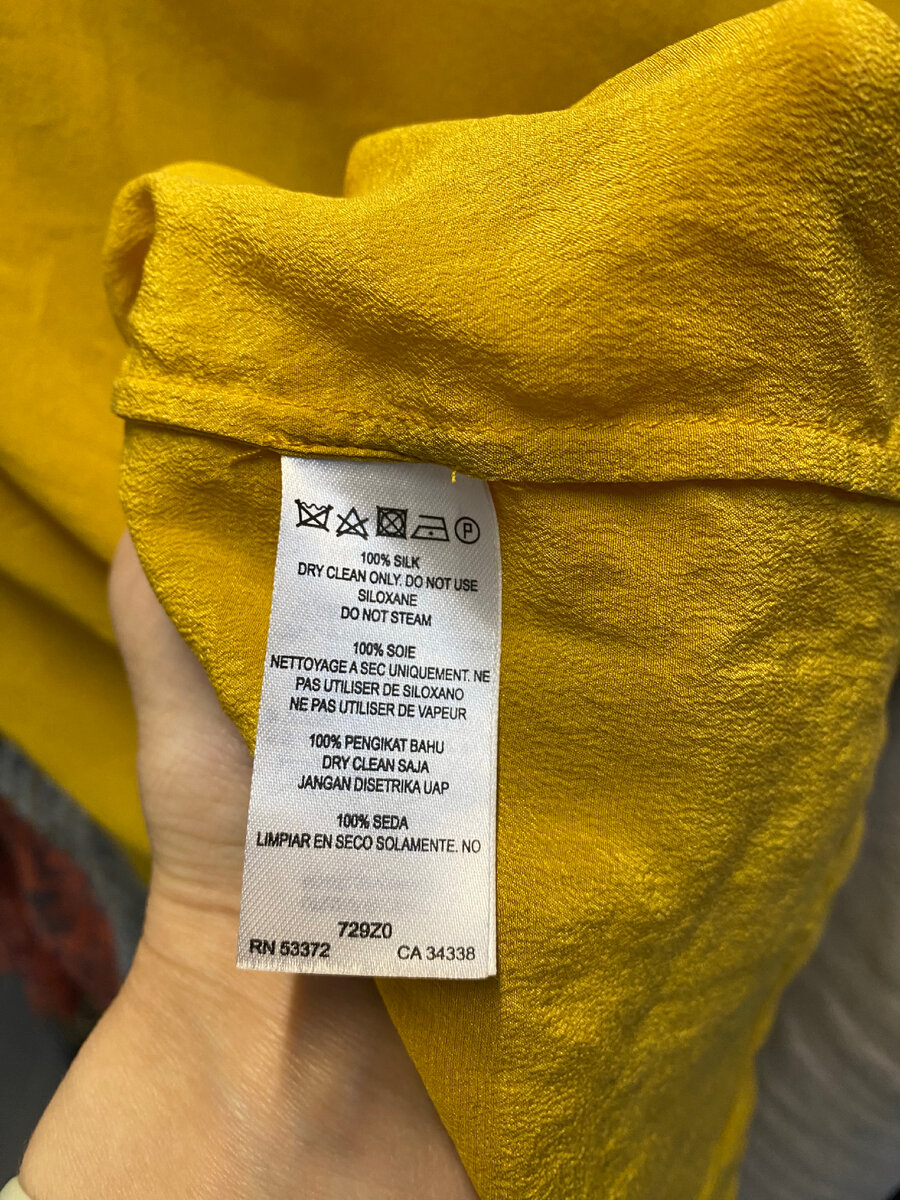 P
100% SILK
DRY CLEAN ONLY. DO NOT USE
SILOXANE
DO NOT STEAM
100% SOIE
NETTOYAGE A SEC UNIQUEMENT. NE
PAS UTILISER DE SILOXANO
NE PAS UTILISER DE VAPEUR
100% PENGIKAT BAHU
DRY CLEAN SAJA
JANGAN DISETRIKA UAP
100% SEDA
LIMPIAR EN SECO SOLAMENTE. NO
729Z0
RN 53372 CA 34338